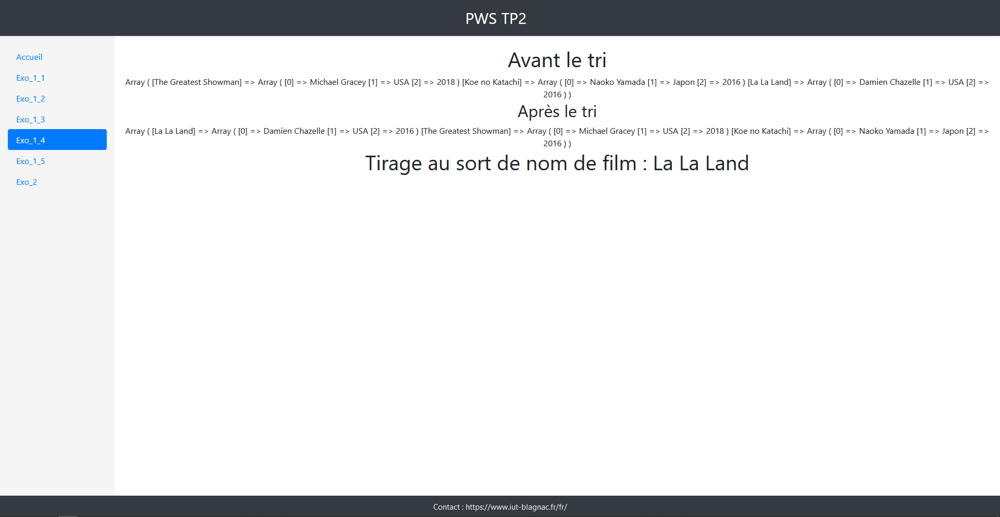 PWS TP2
Accueil
Exo_1_1
Exo_1_2
Exo_1_3
Exo_1_4
Exo_1_5
Exo_2
Avant le tri
Array ( [The Greatest Showman] => Array ( [0] => Michael Gracey [1] => USA [2] => 2018 ) [Koe no Katachi] => Array ( [0] => Naoko Yamada [1] => Japon [2] => 2016 ) [La La Land] => Array ( [0] => Damien Chazelle [1] => USA [2] =>
2016 ) )
Après le tri
Array ( [La La Land] => Array ( [0] => Damien Chazelle [1] => USA [2] => 2016 ) [The Greatest Showman] => Array ( [0] => Michael Gracey [1] => USA [2] => 2018 ) [Koe no Katachi] => Array ( [0] => Naoko Yamada [1] => Japon [2] =>
2016 ) )
Tirage au sort de nom de film : La La Land
Contact : https://www.iut-blagnac.fr/fr/